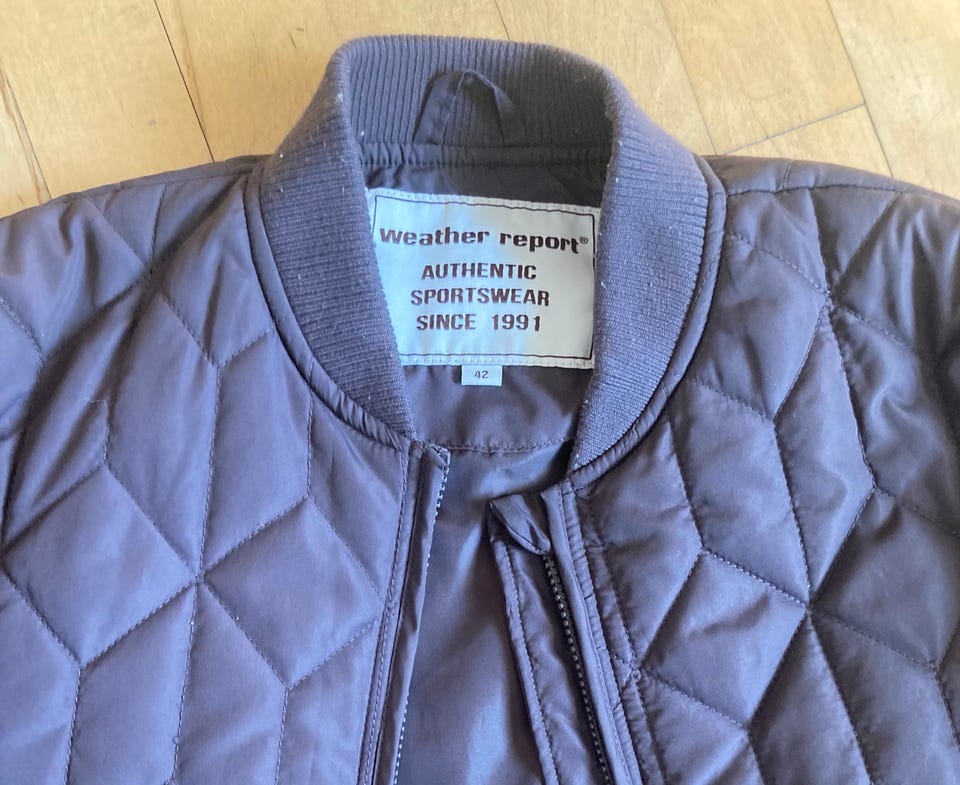 weather report®
AUTHENTIC
SPORTSWEAR
SINCE 1991
42